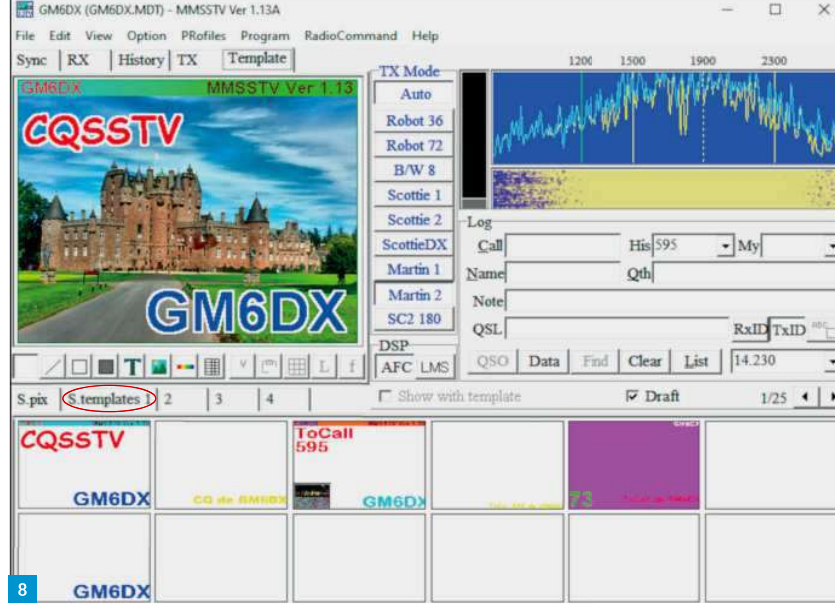 GM6DX (GM6DX.MDT) - MMSSTV Ver 1.13A
File Edit View Option PRofiles Program RadioCommand Help
Sync RX History TX Template
TX Mode
Auto
Robot 36
Robot 72
B/W 8
Scottie 1
Scottie 2
ScottieDX
Martin 1
Martin 2
SC2 180
DSP
AFC LMS
GM6DX MMSSTV Ver 1.13
CQSSTV
GM6DX
1200 1500 1900 2300
Log
Call His 595 My
Name Qth
Note
QSL RxID TxID
QSO Data Find Clear List 14.230
T L f
S.pix S.templates 1 2 3 4
Show with template Draft 1/25
CQSSTV
GM6DX
CQ de GM6DX
ToCall
595
GM6DX
73
GM6DX
8